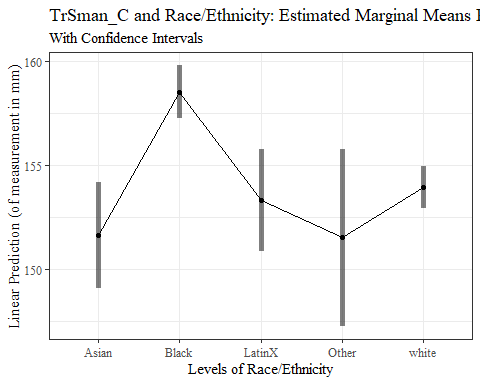 TrSman_C and Race/Ethnicity: Estimated Marginal Means
With Confidence Intervals
Linear Prediction (of measurement in mm)
160
155
150
Asian Black LatinX Other white
Levels of Race/Ethnicity